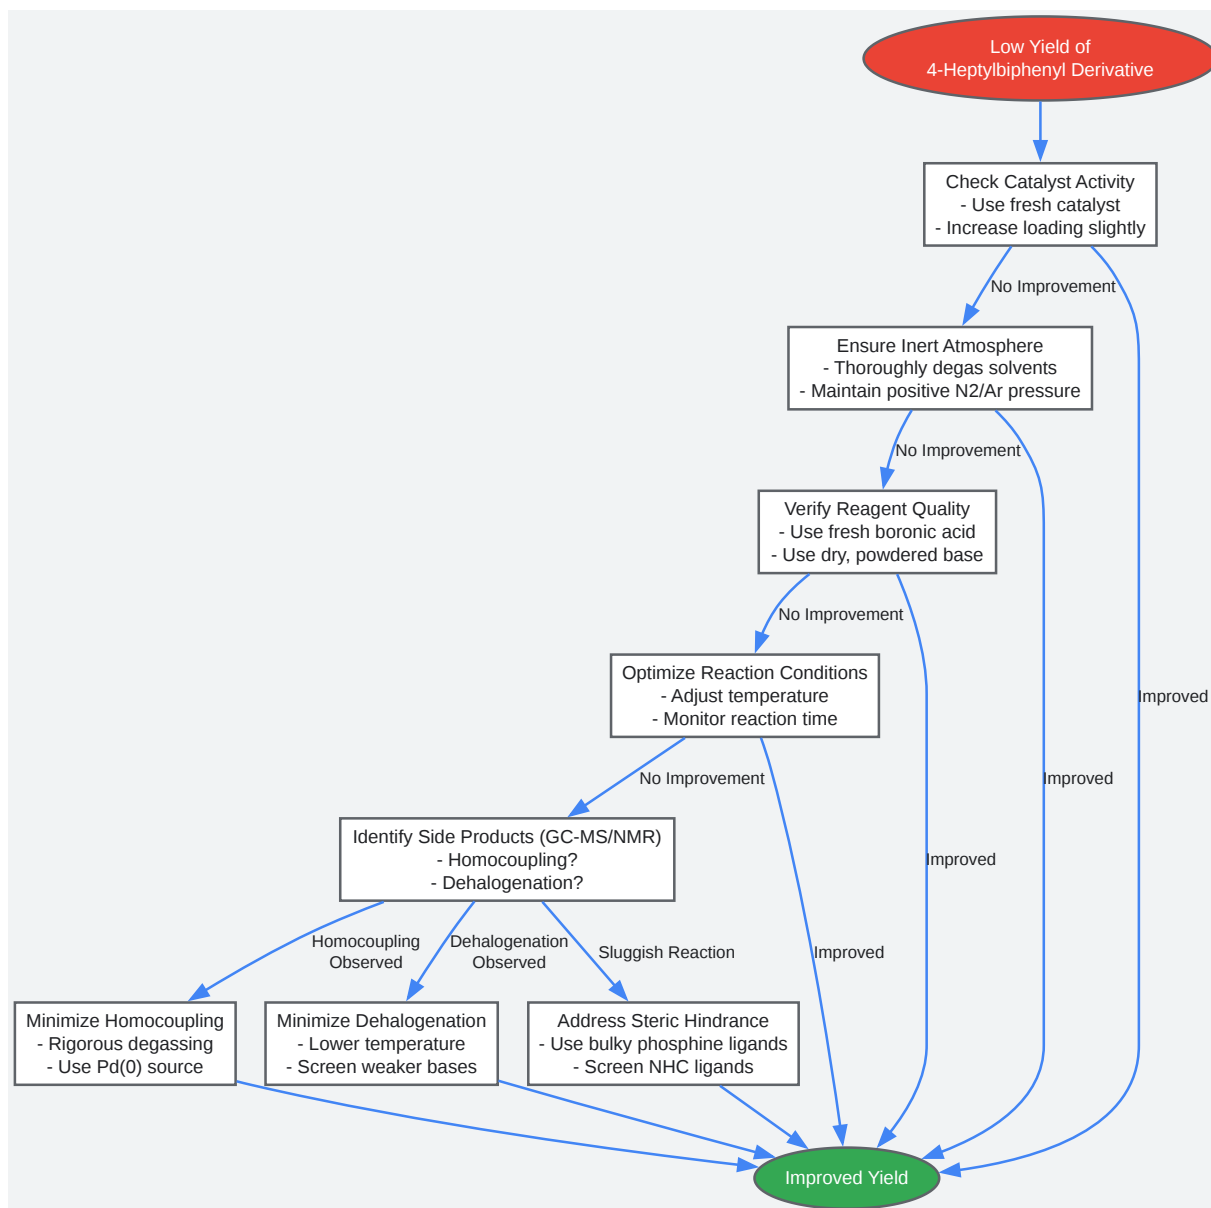 Low Yield of
4-Heptylbiphenyl Derivative
Check Catalyst Activity
- Use fresh catalyst
- Increase loading slightly
No Improvement
Ensure Inert Atmosphere
- Thoroughly degas solvents
- Maintain positive N2/Ar pressure
No Improvement
Verify Reagent Quality
- Use fresh boronic acid
- Use dry, powdered base
No Improvement
Optimize Reaction Conditions
- Adjust temperature
- Monitor reaction time
Improved
No Improvement
Improved
Identify Side Products (GC-MS/NMR)
- Homocoupling?
- Dehalogenation?
Improved
Homocoupling
Observed
Dehalogenation
Observed
Sluggish Reaction
Improved
Minimize Homocoupling
- Rigorous degassing
- Use Pd(0) source
Minimize Dehalogenation
- Lower temperature
- Screen weaker bases
Address Steric Hindrance
- Use bulky phosphine ligands
- Screen NHC ligands
Improved Yield